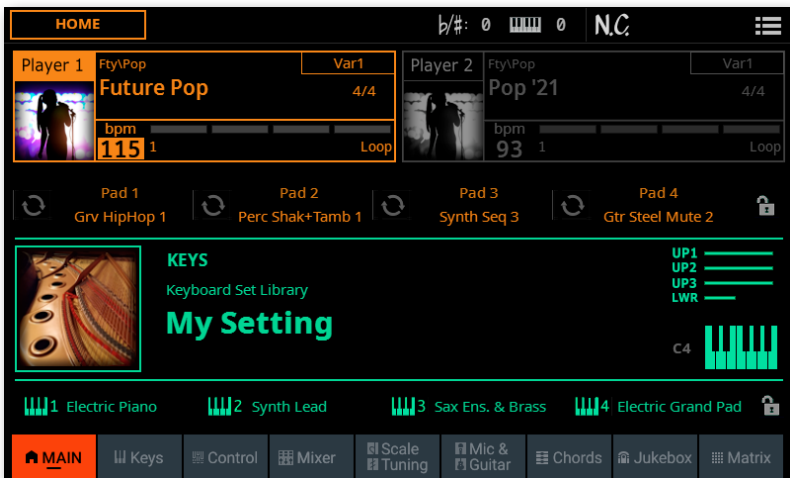 HOME
♭/#: 0 0 N.C.
Player 1 Fty\Pop Var1
Future Pop
4/4
bpm
115 1 Loop
Player 2 Fty\Pop Var1
Pop '21
4/4
bpm
93 1 Loop
Pad 1
Grv HipHop 1
Pad 2
Perc Shak+Tamb 1
Pad 3
Synth Seq 3
Pad 4
Gtr Steel Mute 2
KEYS
Keyboard Set Library
My Setting
UP1
UP2
UP3
LWR
C4
1 Electric Piano
2 Synth Lead
3 Sax Ens. & Brass
4 Electric Grand Pad
MAIN
Keys
Control
Mixer
Scale
Tuning
Mic &
Guitar
Chords
Jukebox
Matrix